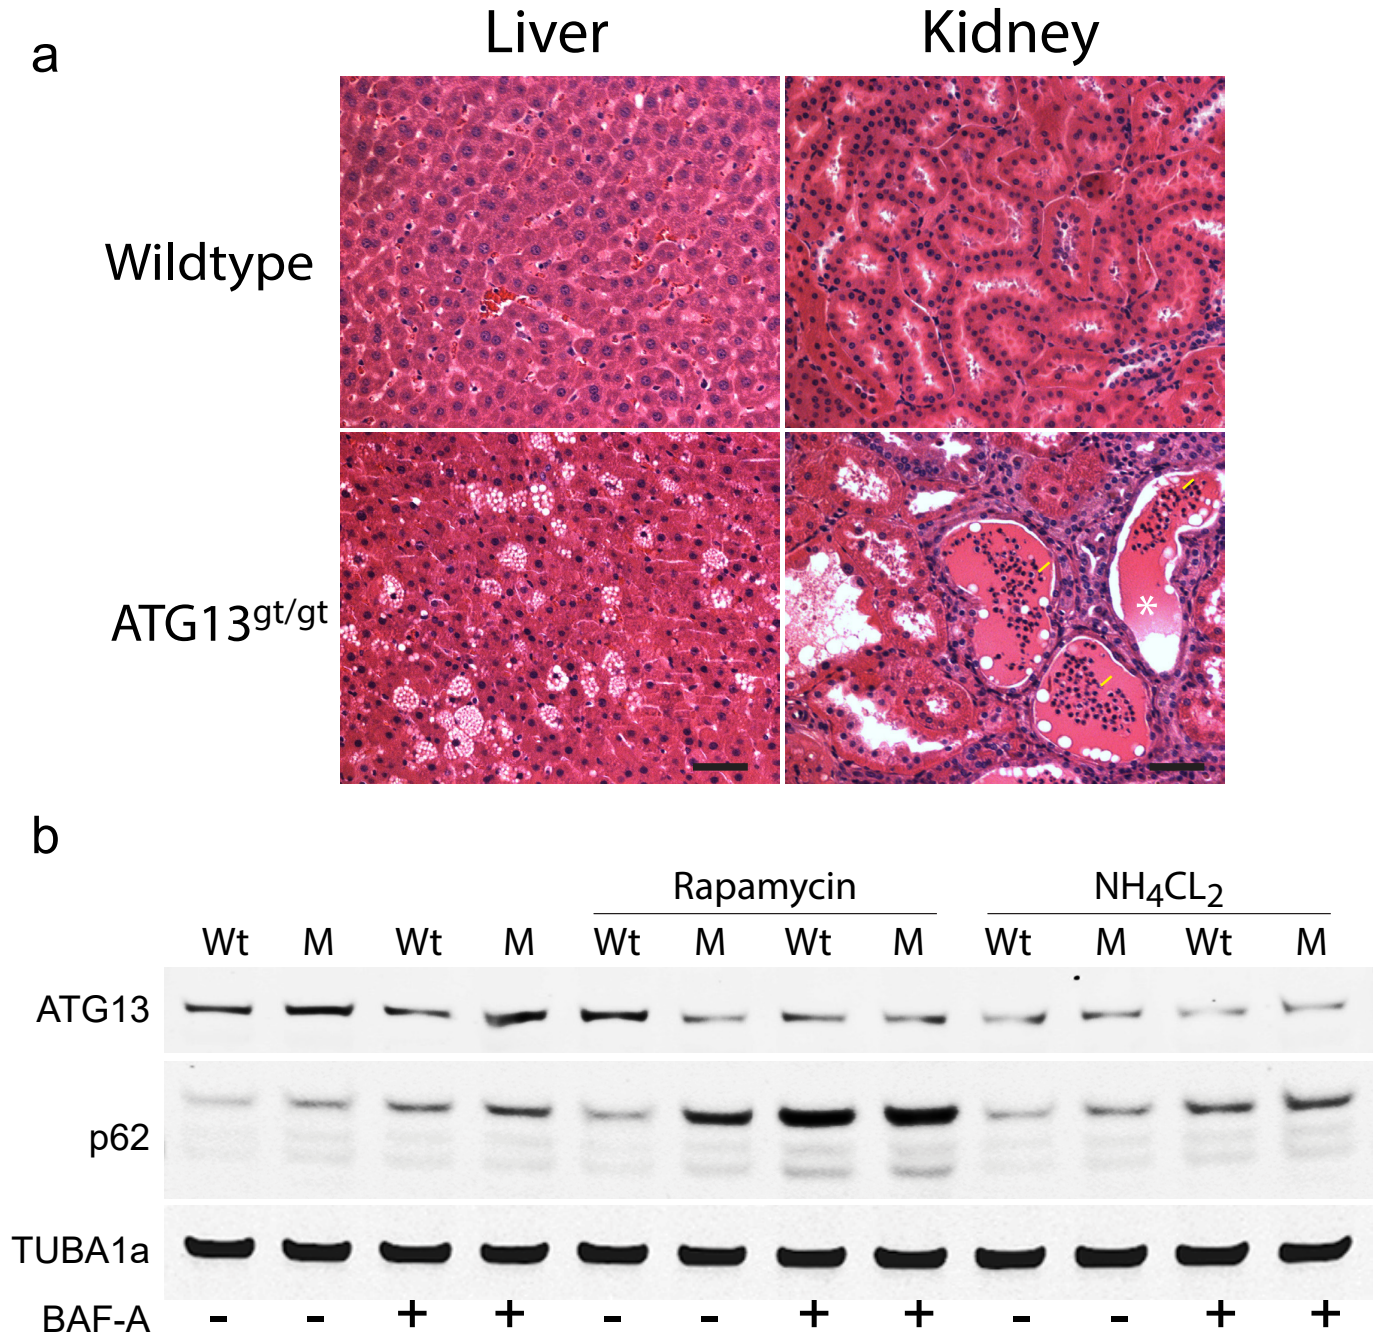 a
Liver Kidney
Wildtype
ATG13gt/gt
*
b
Rapamycin NH4CL2
Wt M Wt M Wt M Wt M Wt M Wt M
ATG13
p62
TUBA1a
BAF-A - - + + - - + + - - + +